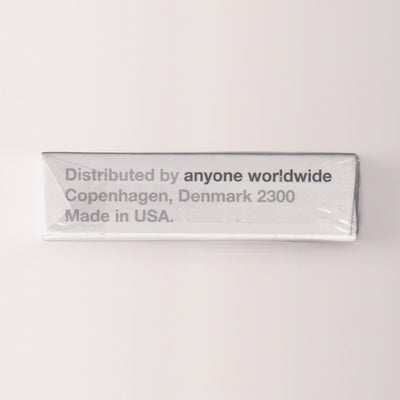 Distributed by anyone worldwide
Copenhagen, Denmark 2300
Made in USA.